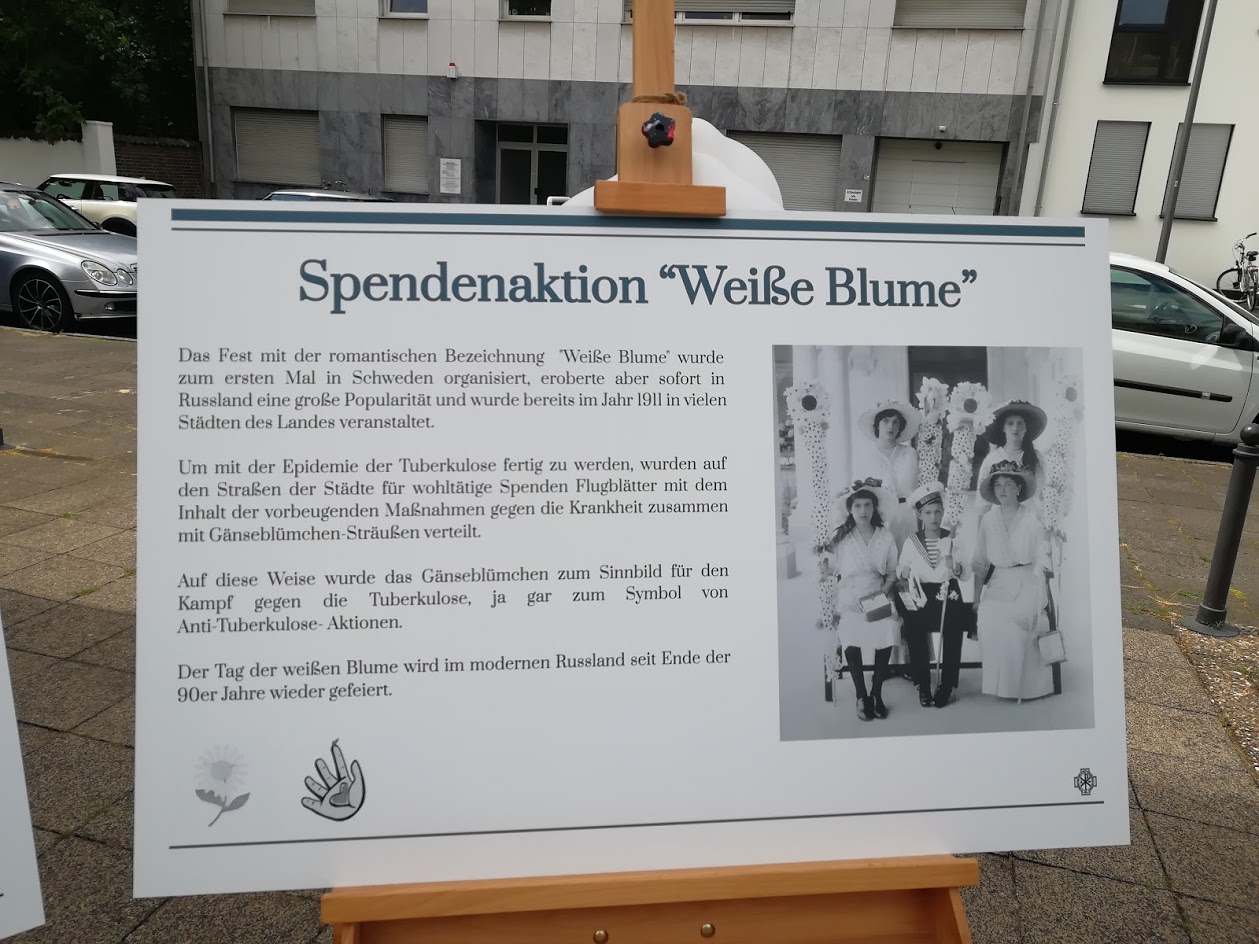 Spendenaktion “Weiße Blume”
Das Fest mit der romantischen Bezeichnung "Weiße Blume" wurde
zum ersten Mal in Schweden organisiert, eroberte aber sofort in
Russland eine große Popularität und wurde bereits im Jahr 1911 in vielen
Städten des Landes veranstaltet.
Um mit der Epidemie der Tuberkulose fertig zu werden, wurden auf
den Straßen der Städte für wohltätige Spenden Flugblätter mit dem
Inhalt der vorbeugenden Maßnahmen gegen die Krankheit zusammen
mit Gänseblümchen-Sträußen verteilt.
Auf diese Weise wurde das Gänseblümchen zum Sinnbild für den
Kampf gegen die Tuberkulose, ja gar zum Symbol von
Anti-Tuberkulose- Aktionen.
Der Tag der weißen Blume wird im modernen Russland seit Ende der
90er Jahre wieder gefeiert.